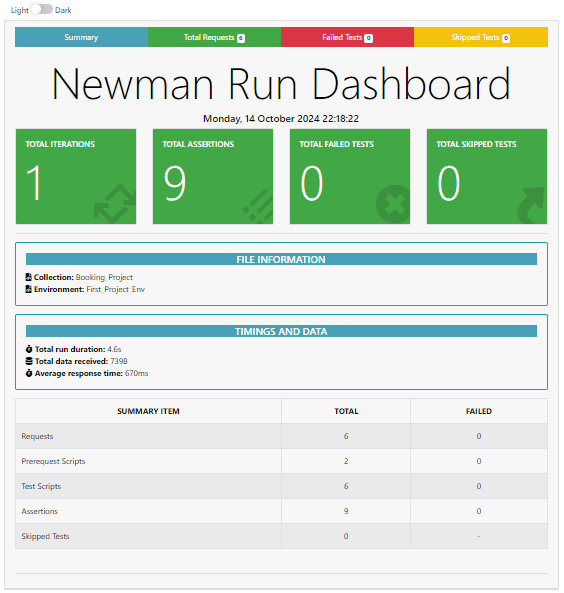 Light Dark
Summary Total Requests 6 Failed Tests 0 Skipped Tests 0
Newman Run Dashboard
Monday, 14 October 2024 22:18:22
TOTAL ITERATIONS TOTAL ASSERTIONS TOTAL FAILED TESTS TOTAL SKIPPED TESTS
1 9 0 0
FILE INFORMATION
Collection: Booking_Project
Environment: First_Project_Env
TIMINGS AND DATA
Total run duration: 4.6s
Total data received: 739B
Average response time: 670ms
SUMMARY ITEM TOTAL FAILED
Requests 6 0
Prerequest Scripts 2 0
Test Scripts 6 0
Assertions 9 0
Skipped Tests 0 -